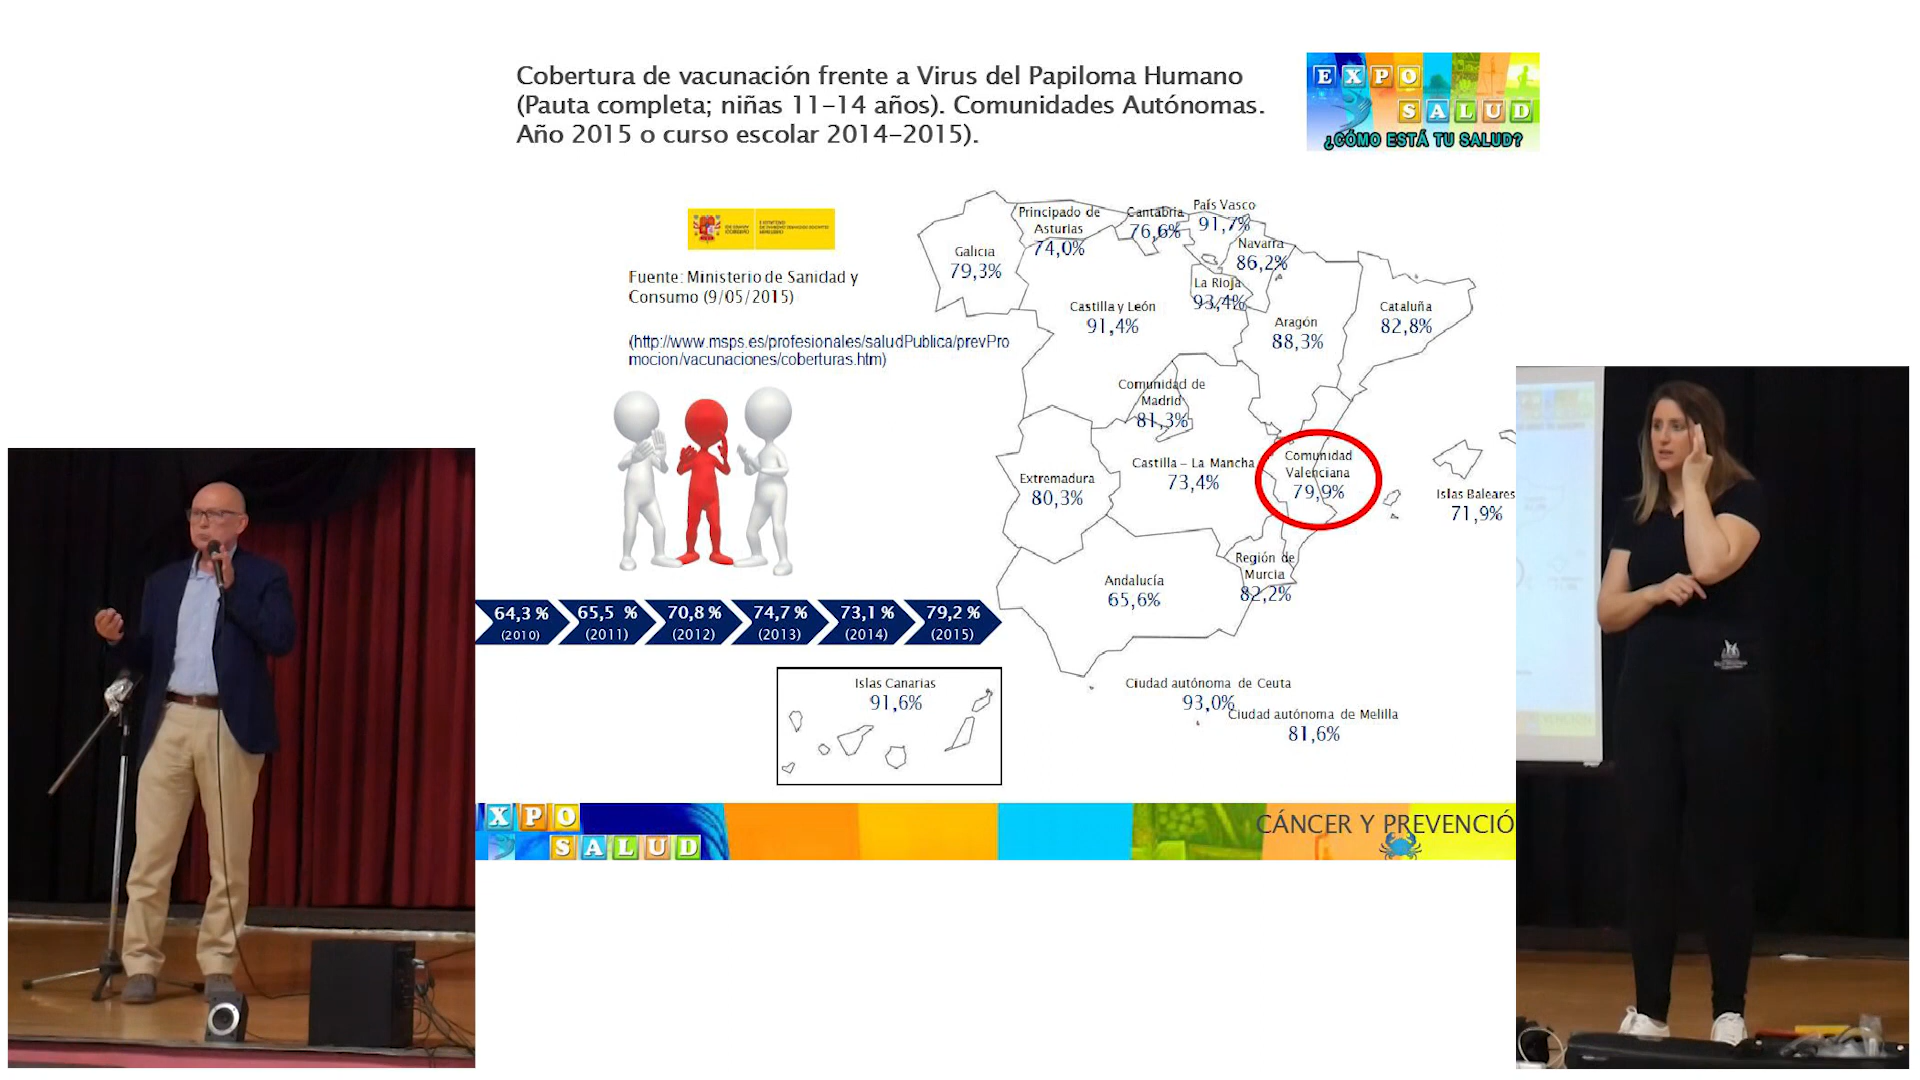 Cobertura de vacunación frente a Virus del Papiloma Humano
(Pauta completa; niñas 11-14 años). Comunidades Autónomas.
Año 2015 o curso escolar 2014-2015).
EXPO
SALUD
¿CÓMO ESTÁ TU SALUD?
Fuente: Ministerio de Sanidad y
Consumo (9/05/2015)
(http://www.msps.es/profesionales/saludPublica/prevPro
mocion/vacunaciones/coberturas.htm)
Galicia
79,3%
Principado de
Asturias
74,0%
Cantabria
76,6%
País Vasco
91,7%
Navarra
86,2%
La Rioja
93,4%
Castilla y León
91,4%
Aragón
88,3%
Cataluña
82,8%
Comunidad de
Madrid
81,3%
Castilla - La Mancha
73,4%
Extremadura
80,3%
Comunidad
Valenciana
79,9%
Islas Baleares
71,9%
Región de
Murcia
82,2%
Andalucía
65,6%
64,3 %
(2010)
65,5 %
(2011)
70,8 %
(2012)
74,7 %
(2013)
73,1 %
(2014)
79,2 %
(2015)
Islas Canarias
91,6%
Ciudad autónoma de Ceuta
93,0%
Ciudad autónoma de Melilla
81,6%
XPO
SALUD
CÁNCER Y PREVENCIÓ